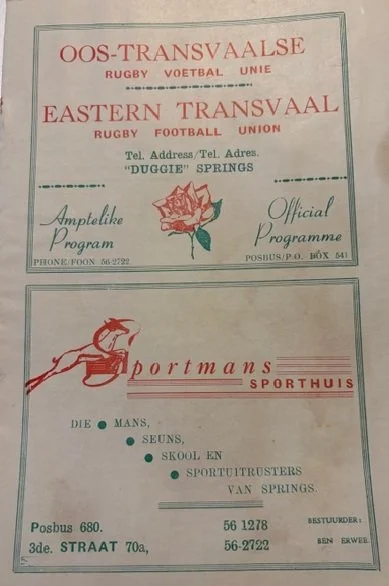 OOS-TRANSVAALSE
RUGBY VOETBAL UNIE
EASTERN TRANSVAAL
RUGBY FOOTBALL UNION
Tel. Address/Tel. Adres.
"DUGGIE" SPRINGS
Amptelike
Program
Official
Programme
PHONE/FOON 56-2722
POSBUS/P.O. BOX 541
Sportmans
SPORTHUIS
DIE ● MANS,
● SEUNS,
● SKOOL EN
● SPORTUITRUSTERS
VAN SPRINGS
Posbus 680.
56 1278
BESTUURDER:
3de. STRAAT 70a,
56-2722
BEN ERWEE